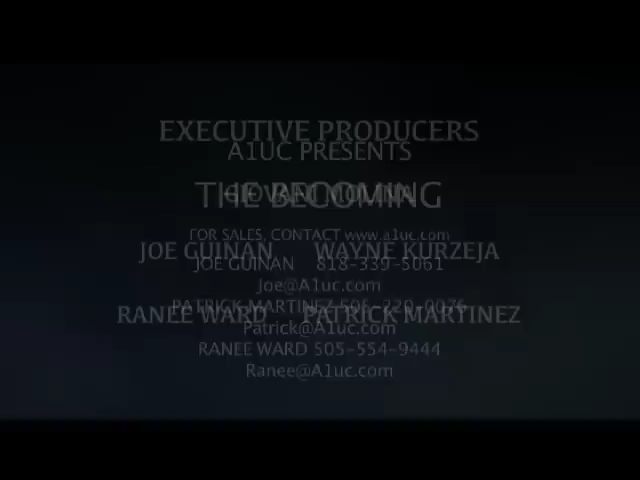 EXECUTIVE PRODUCERS
A1UC PRESENTS
THE BECOMING
FOR SALES, CONTACT www.a1uc.com
JOE GUINAN WAYNE KURZEJA
JOE GUINAN 818-339-5061
Joe@A1uc.com
PATRICK MARTINEZ
RANEE WARD PATRICK MARTINEZ
Patrick@A1uc.com
RANEE WARD 505-554-9444
Ranee@A1uc.com